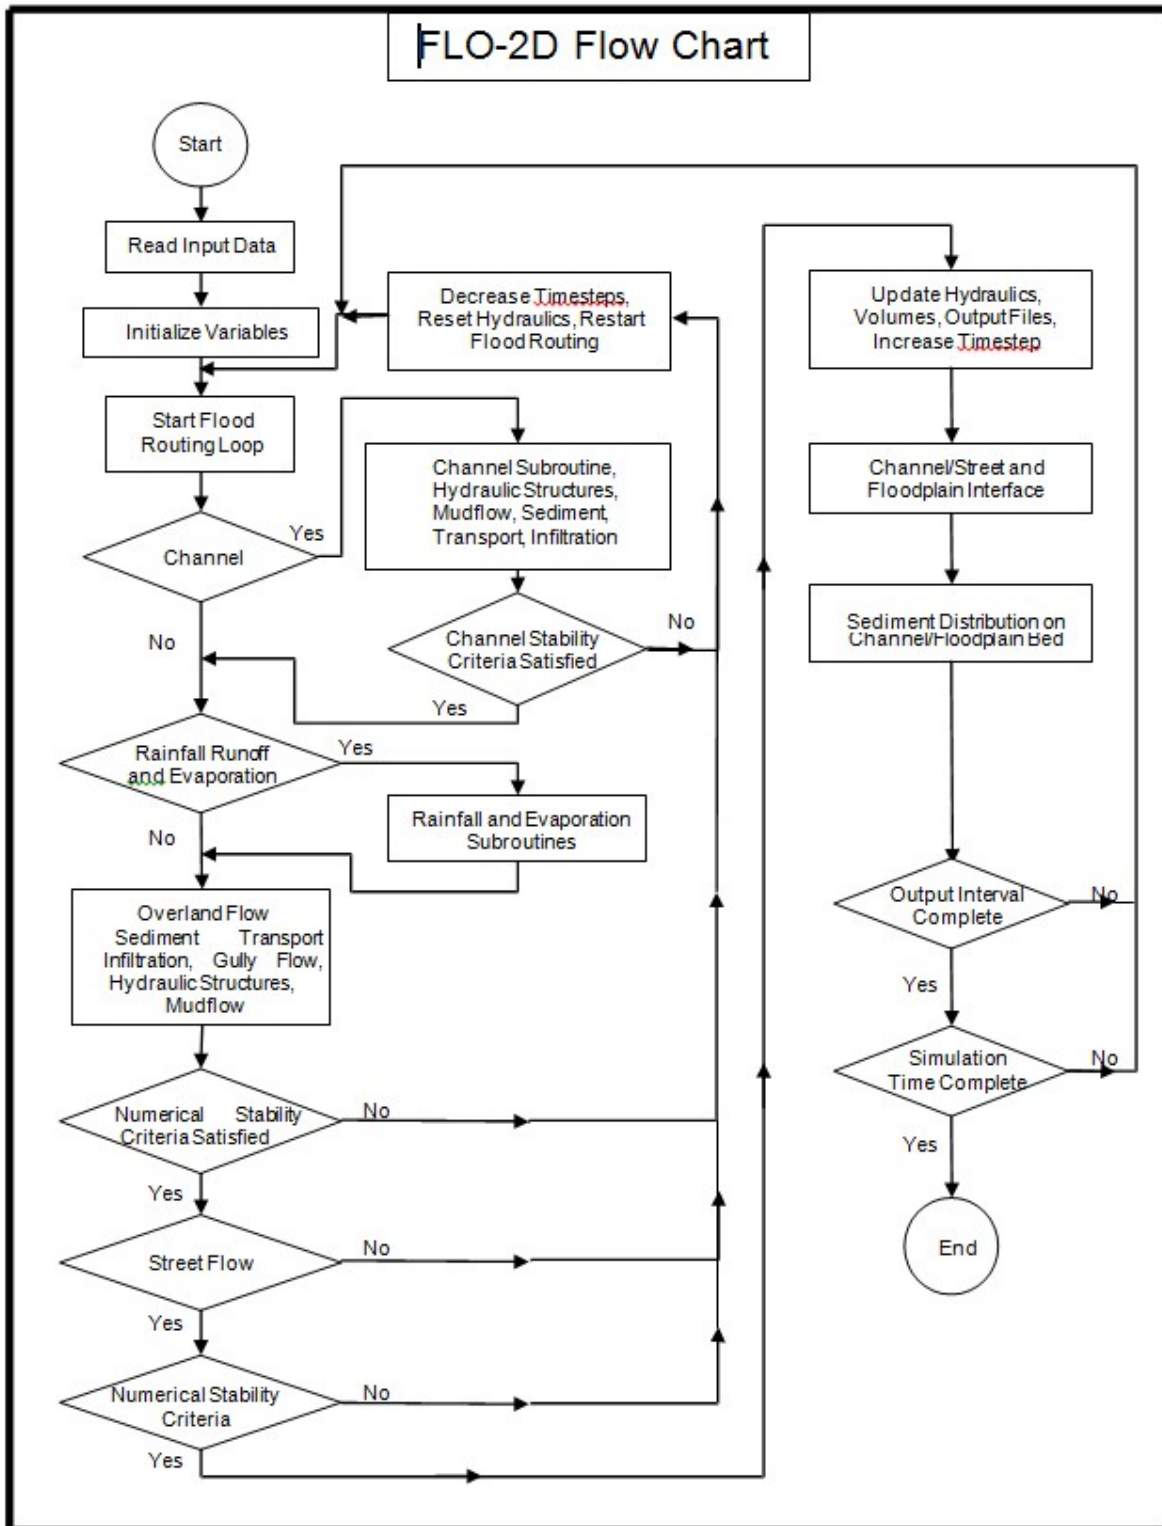 FLO-2D Flow Chart
Start
Read Input Data
Initialize Variables
Decrease Timesteps,
Reset Hydraulics, Restart
Flood Routing
Start Flood
Routing Loop
Channel
Yes
No
Channel Subroutine,
Hydraulic Structures,
Mudflow, Sediment,
Transport, Infiltration
Channel Stability
Criteria Satisfied
No
Yes
Rainfall Runoff
and Evaporation
Yes
No
Rainfall and Evaporation
Subroutines
Overland Flow
Sediment Transport
Infiltration, Gully Flow,
Hydraulic Structures,
Mudflow
Numerical Stability
Criteria Satisfied
No
Yes
Street Flow
No
Yes
Numerical Stability
Criteria
No
Yes
Update Hydraulics,
Volumes, Output Files,
Increase Timestep
Channel/Street and
Floodplain Interface
Sediment Distribution on
Channel/Floodplain Bed
Output Interval
Complete
No
Yes
Simulation
Time Complete
No
Yes
End